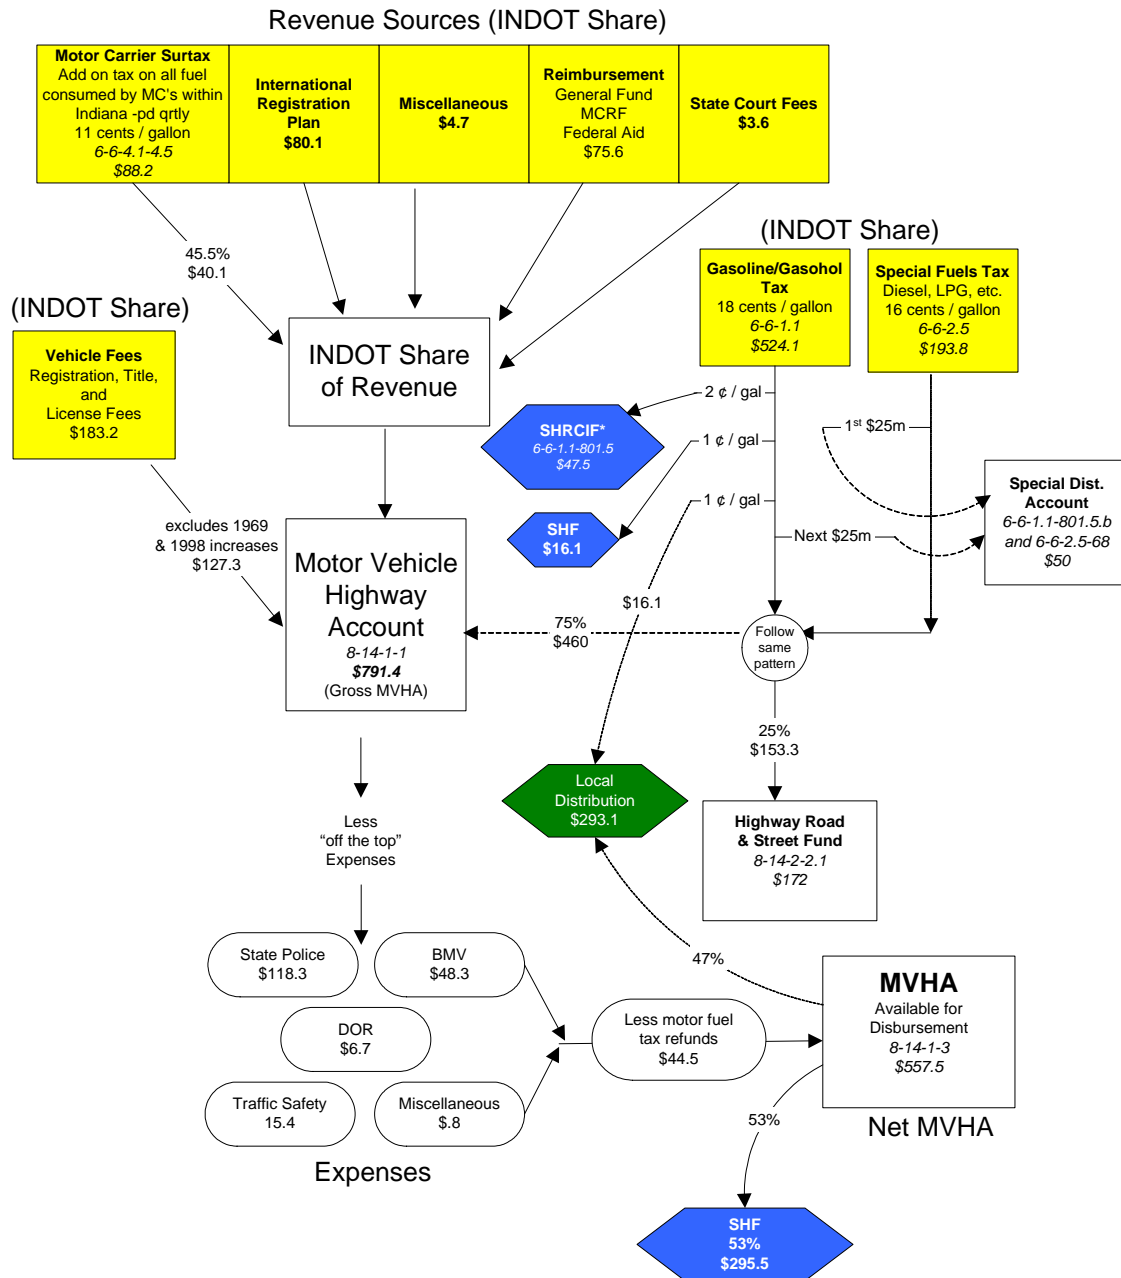 Revenue Sources (INDOT Share)
Motor Carrier Surtax
Add on tax on all fuel
consumed by MC's within
Indiana -pd qrtly
11 cents / gallon
6-6-4.1-4.5
$88.2
International
Registration
Plan
$80.1
Miscellaneous
$4.7
Reimbursement
General Fund
MCRF
Federal Aid
$75.6
State Court Fees
$3.6
45.5%
$40.1
(INDOT Share)
Vehicle Fees
Registration, Title,
and
License Fees
$183.2
INDOT Share
of Revenue
(INDOT Share)
Gasoline/Gasohol
Tax
18 cents / gallon
6-6-1.1
$524.1
Special Fuels Tax
Diesel, LPG, etc.
16 cents / gallon
6-6-2.5
$193.8
2 ¢ / gal
SHRCIF*
6-6-1.1-801.5
$47.5
1 ¢ / gal
SHF
$16.1
1 ¢ / gal
$16.1
1st $25m
Next $25m
Special Dist.
Account
6-6-1.1-801.5.b
and 6-6-2.5-68
$50
excludes 1969
& 1998 increases
$127.3
Motor Vehicle
Highway
Account
8-14-1-1
$791.4
(Gross MVHA)
75%
$460
Follow
same
pattern
25%
$153.3
Local
Distribution
$293.1
Highway Road
& Street Fund
8-14-2-2.1
$172
Less
“off the top”
Expenses
State Police
$118.3
BMV
$48.3
DOR
$6.7
Traffic Safety
15.4
Miscellaneous
$.8
Expenses
Less motor fuel
tax refunds
$44.5
47%
MVHA
Available for
Disbursement
8-14-1-3
$557.5
Net MVHA
53%
SHF
53%
$295.5